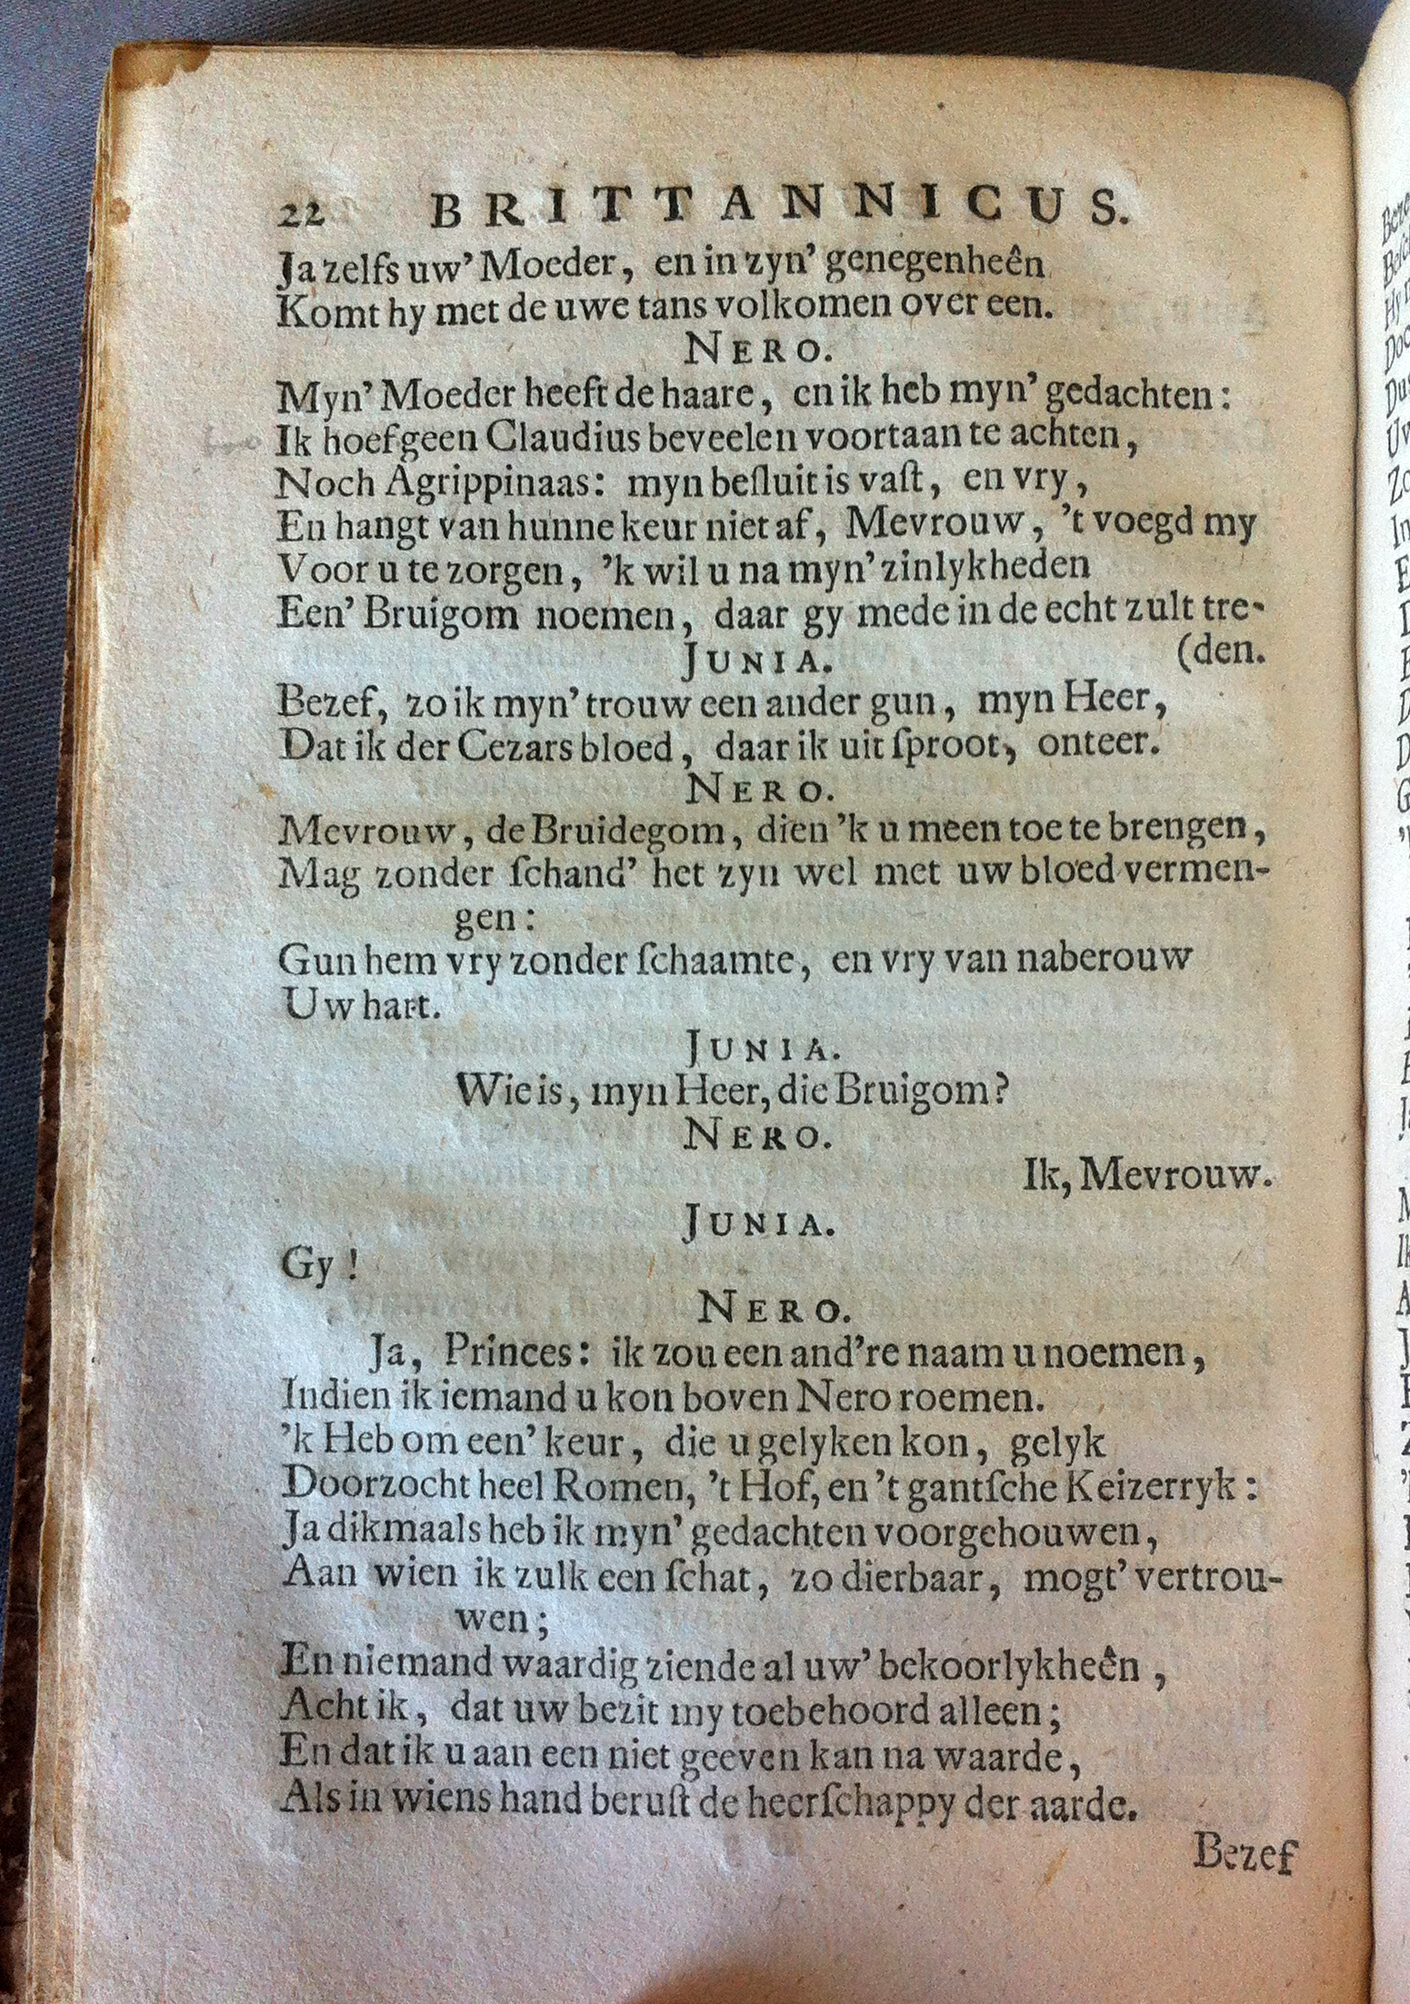 22 BRITTANNICUS.
Ja zelfs uw' Moeder, en in zyn' genegenheên
Komt hy met de uwe tans volkomen over een.
NERO.
Myn' Moeder heeft de haare, en ik heb myn' gedachten:
Ik hoef geen Claudius beveelen voortaan te achten,
Noch Agrippinaas: myn beſluit is vaſt, en vry,
En hangt van hunne keur niet af, Mevrouw, 't voegd my
Voor u te zorgen, 'k wil u na myn' zinlykheden
Een' Bruigom noemen, daar gy mede in de echt zult tre-
(den.
JUNIA.
Bezef, zo ik myn' trouw een ander gun, myn Heer,
Dat ik der Cezars bloed, daar ik uit ſproot, onteer.
NERO.
Mevrouw, de Bruidegom, dien 'k u meen toe te brengen,
Mag zonder ſchand' het zyn wel met uw bloed vermen-
gen:
Gun hem vry zonder ſchaamte, en vry van naberouw
Uw hart.
JUNIA.
Wie is, myn Heer, die Bruigom?
NERO.
Ik, Mevrouw.
JUNIA.
Gy!
NERO.
Ja, Princes: ik zou een and're naam u noemen,
Indien ik iemand u kon boven Nero roemen.
'k Heb om een' keur, die u gelyken kon, gelyk
Doorzocht heel Romen, 't Hof, en 't gantſche Keizerryk:
Ja dikmaals heb ik myn' gedachten voorgehouwen,
Aan wien ik zulk een ſchat, zo dierbaar, mogt' vertrou-
wen;
En niemand waardig ziende al uw' bekoorlykheên,
Acht ik, dat uw bezit my toebehoord alleen;
En dat ik u aan een niet geeven kan na waarde,
Als in wiens hand beruſt de heerſchappy der aarde.
Bezef